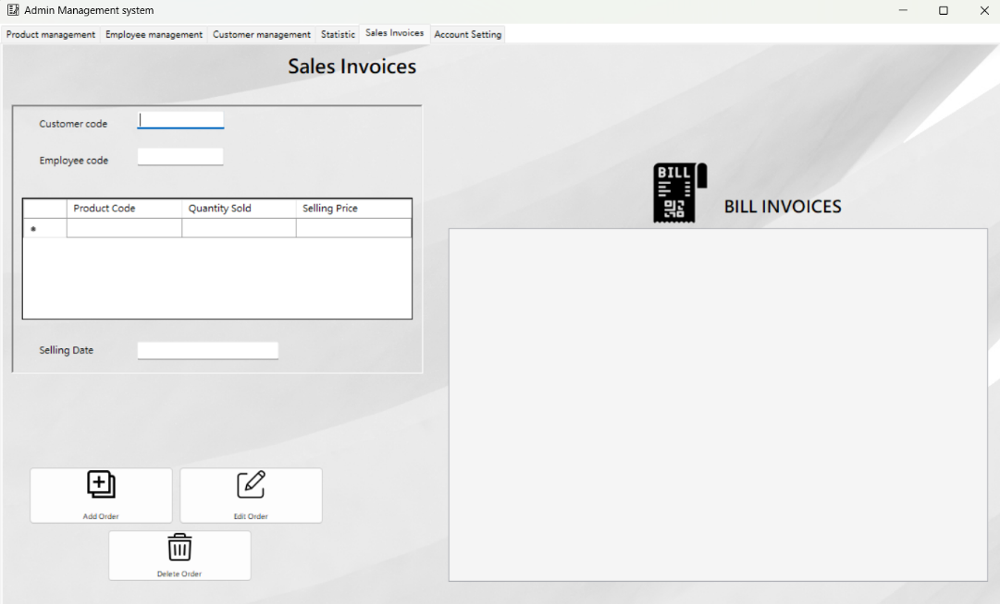 Admin Management system
Product management Employee management Customer management Statistic Sales Invoices Account Setting
Sales Invoices
Customer code
Employee code
Product Code Quantity Sold Selling Price
Selling Date
BILL
BILL INVOICES
Add Order Edit Order
Delete Order